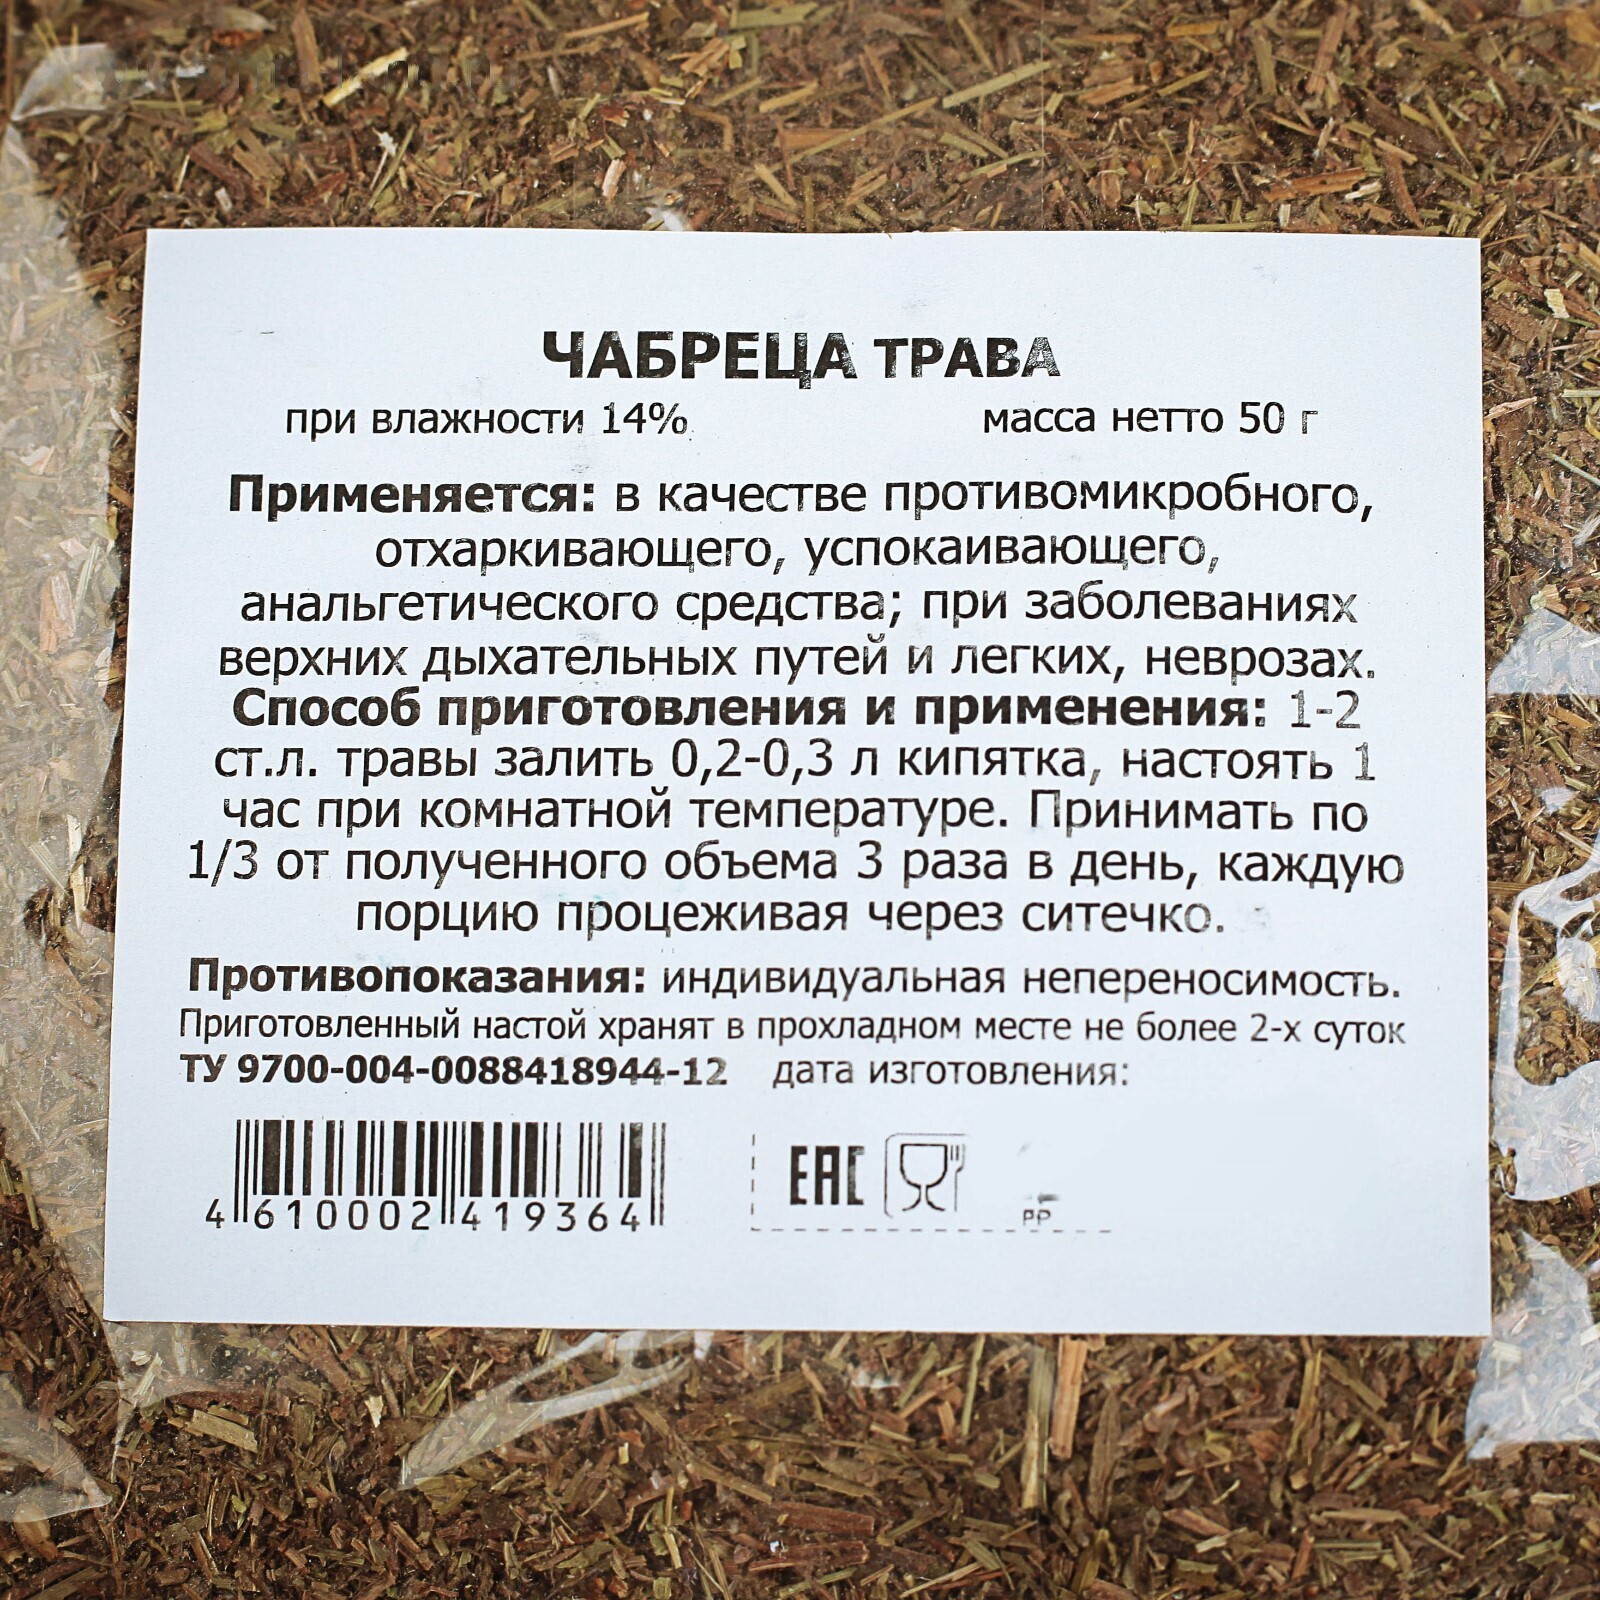 ЧАБРЕЦА ТРАВА
при влажности 14% масса нетто 50 г
Применяется: в качестве противомикробного,
отхаркивающего, успокаивающего,
анальгетического средства; при заболеваниях
верхних дыхательных путей и легких, неврозах.
Способ приготовления и применения: 1-2
ст.л. травы залить 0,2-0,3 л кипятка, настоять 1
час при комнатной температуре. Принимать по
1/3 от полученного объема 3 раза в день, каждую
порцию процеживая через ситечко.
Противопоказания: индивидуальная непереносимость.
Приготовленный настой хранят в прохладном месте не более 2-х суток
ТУ 9700-004-0088418944-12 дата изготовления:
EAC
PP
4 610002 419364